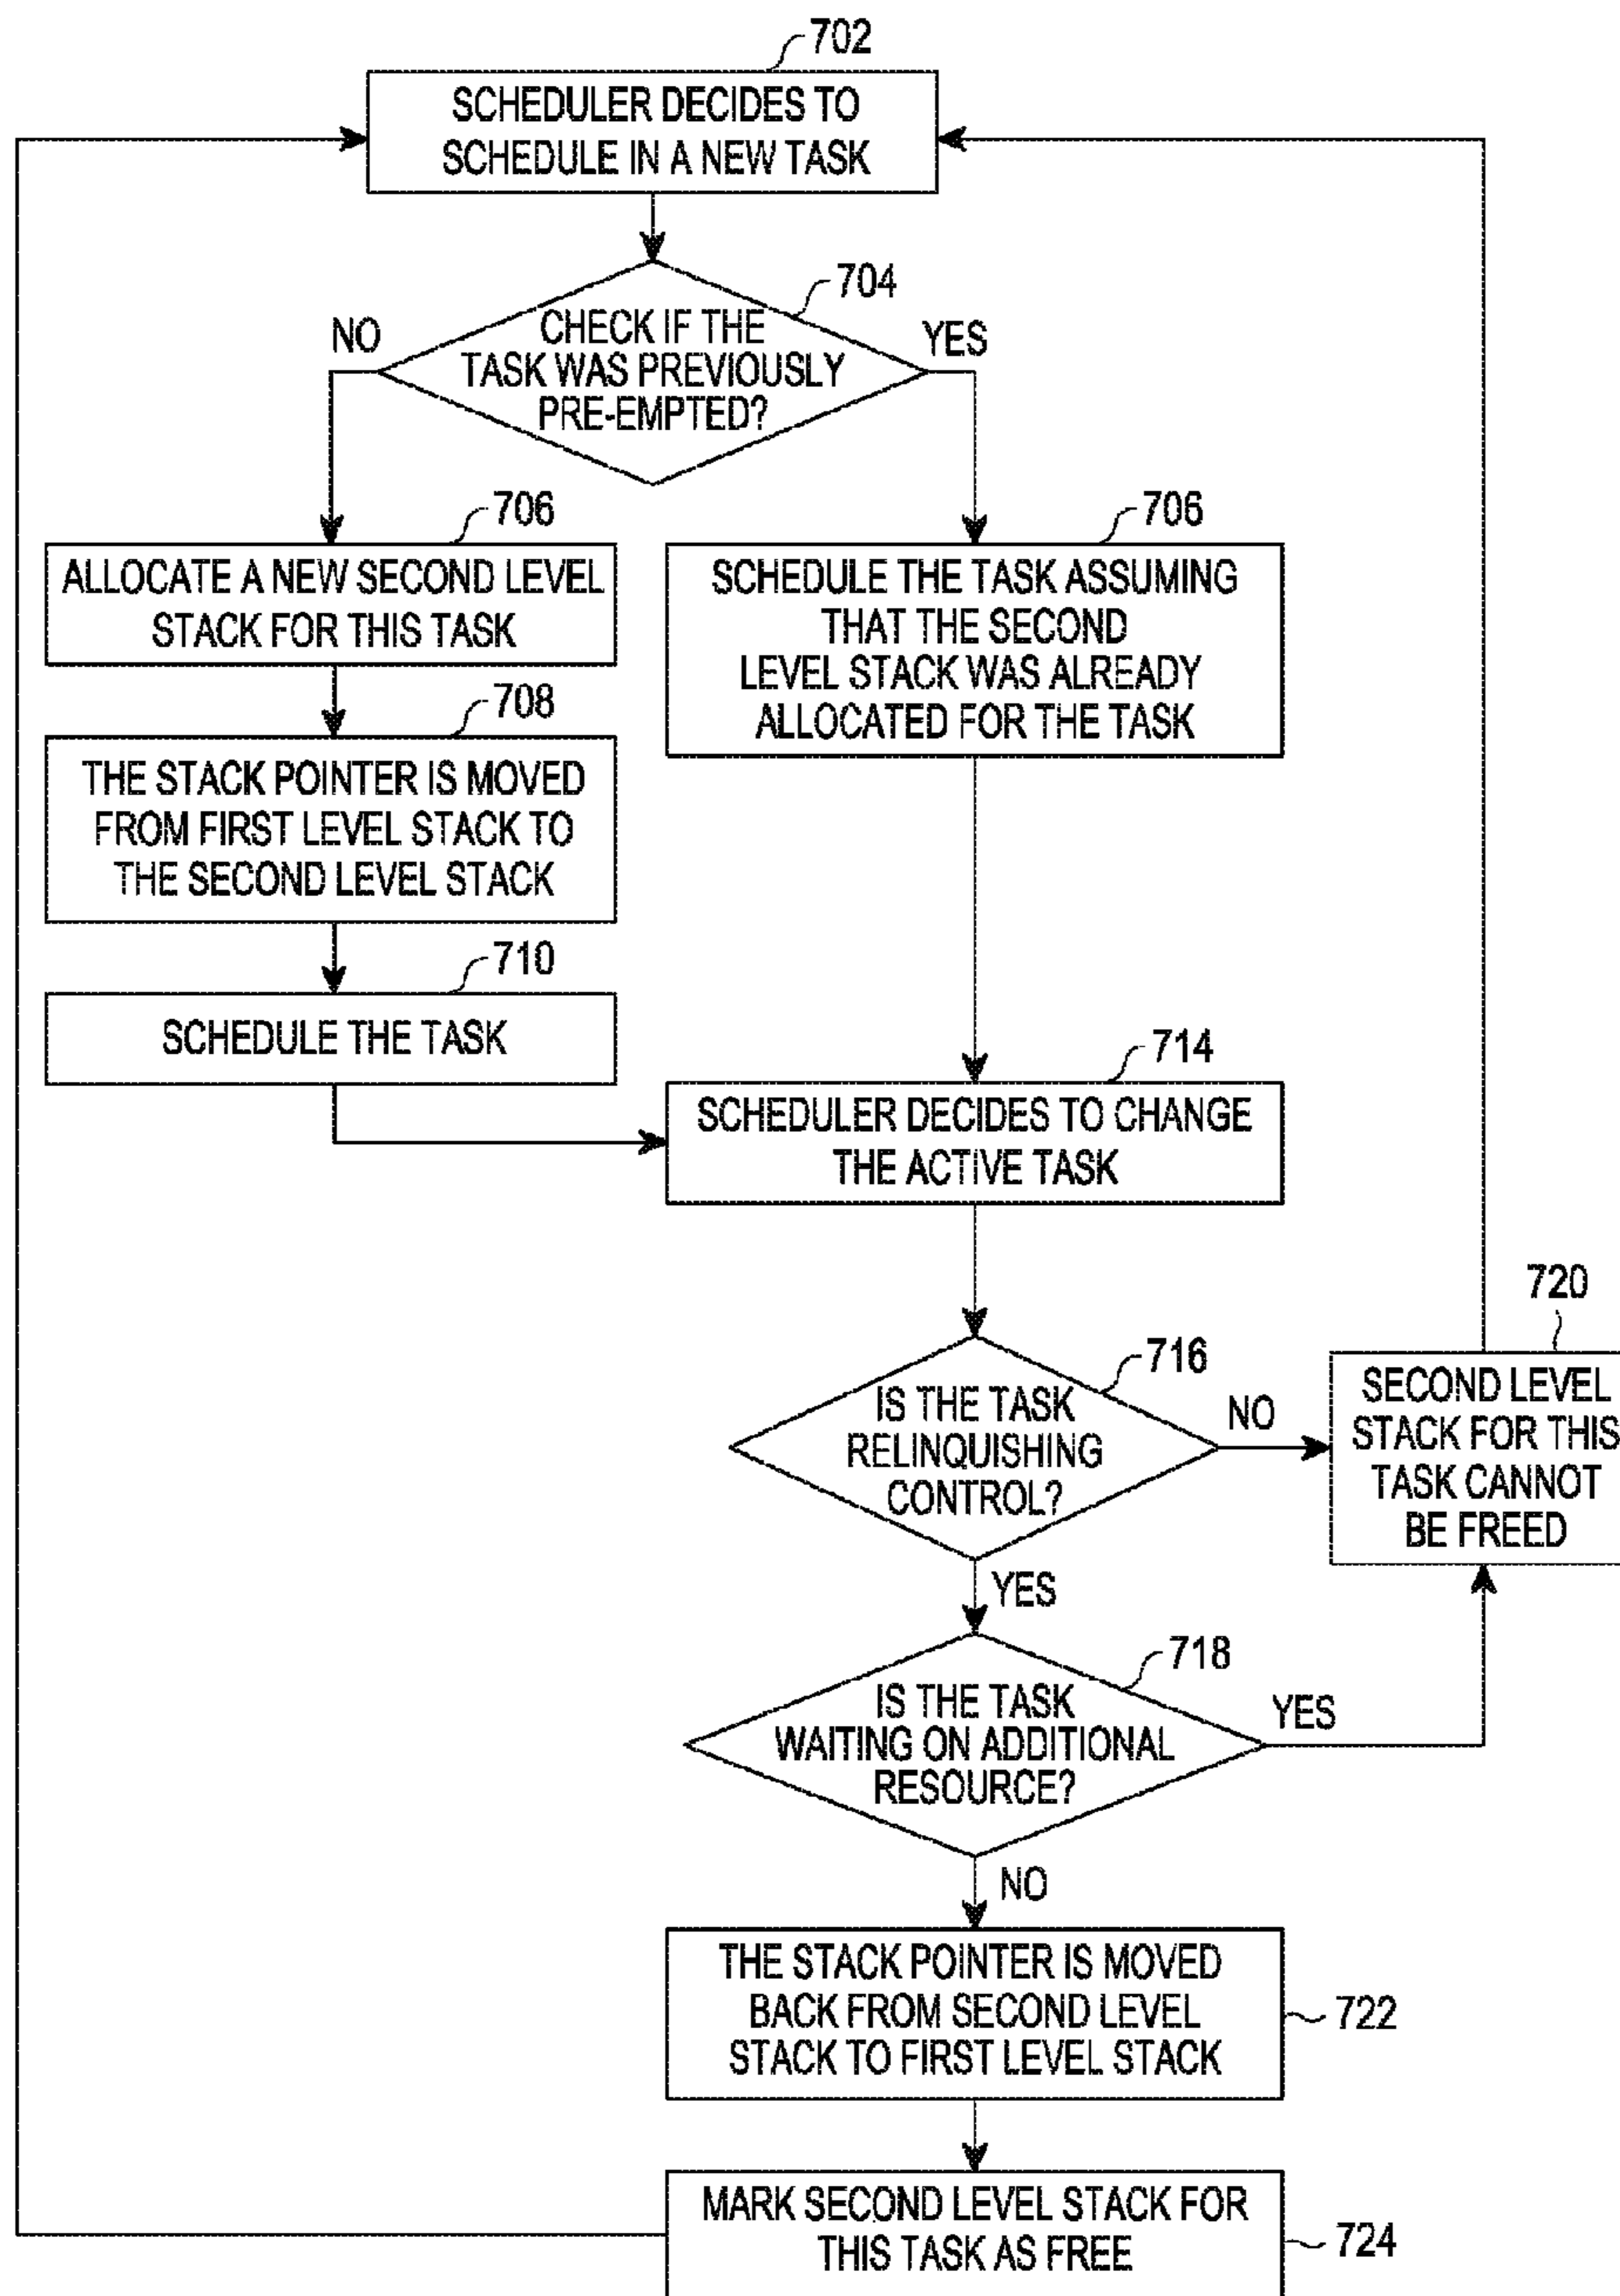 702
SCHEDULER DECIDES TO
SCHEDULE IN A NEW TASK
704
CHECK IF THE
TASK WAS PREVIOUSLY
PRE-EMPTED?
NO
YES
706
ALLOCATE A NEW SECOND LEVEL
STACK FOR THIS TASK
706
SCHEDULE THE TASK ASSUMING
THAT THE SECOND
LEVEL STACK WAS ALREADY
ALLOCATED FOR THE TASK
708
THE STACK POINTER IS MOVED
FROM FIRST LEVEL STACK TO
THE SECOND LEVEL STACK
710
SCHEDULE THE TASK
714
SCHEDULER DECIDES TO CHANGE
THE ACTIVE TASK
716
IS THE TASK
RELINQUISHING
CONTROL?
NO
YES
720
SECOND LEVEL
STACK FOR THIS
TASK CANNOT
BE FREED
718
IS THE TASK
WAITING ON ADDITIONAL
RESOURCE?
YES
NO
THE STACK POINTER IS MOVED
BACK FROM SECOND LEVEL
STACK TO FIRST LEVEL STACK
722
MARK SECOND LEVEL STACK FOR
THIS TASK AS FREE
724